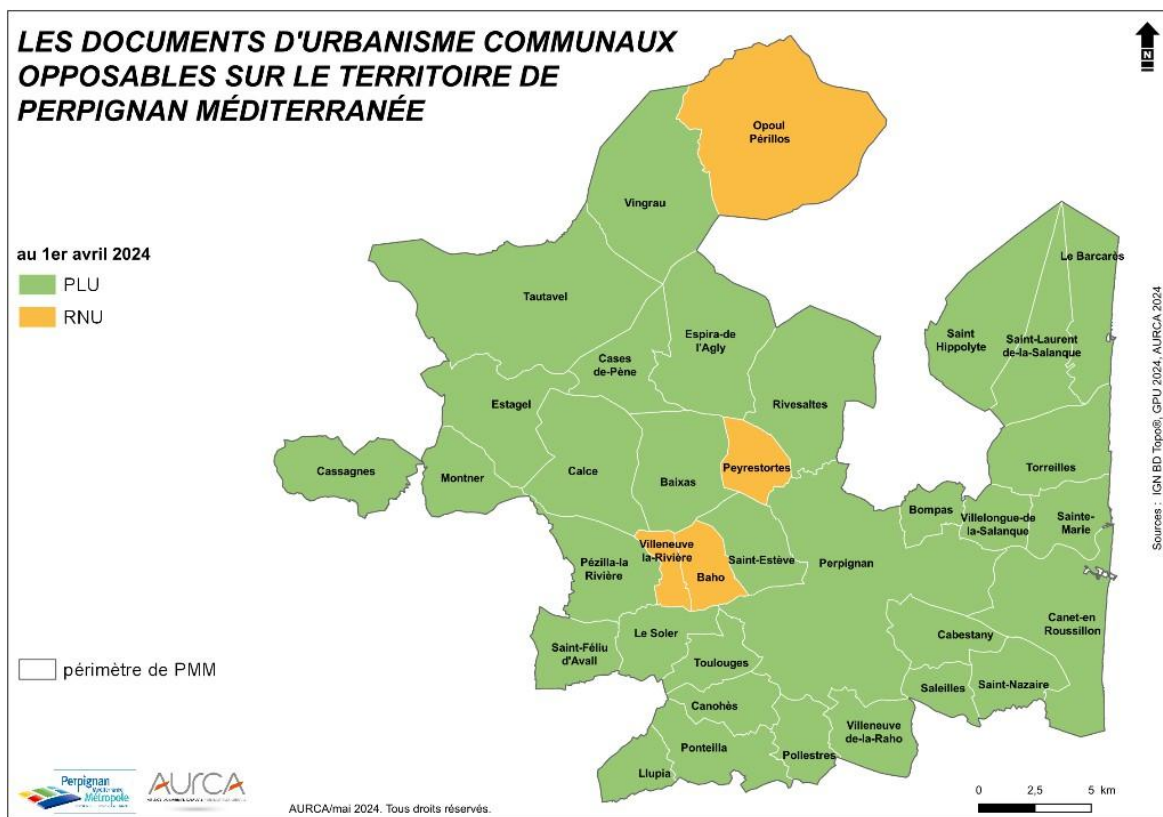 LES DOCUMENTS D'URBANISME COMMUNAUX
OPPOSABLES SUR LE TERRITOIRE DE
PERPIGNAN MÉDITERRANÉE
N
au 1er avril 2024
PLU
RNU
Opoul
Périllos
Vingrau
Le Barcarès
Tautavel
Espira-de
l'Agly
Saint
Hippolyte
Saint-Laurent
de-la-Salanque
Cases
de-Pène
Estagel
Rivesaltes
Cassagnes
Montner
Calce
Baixas
Peyrestortes
Torreilles
Bompas
Villelongue-de
la-Salanque
Sainte-
Marie
Villeneuve
la-Rivière
Pézilla-la
Rivière
Baho
Saint-Estève
Perpignan
Canet-en
Roussillon
Saint-Féliu
d'Avall
Le Soler
Cabestany
Toulouges
Saleilles
Saint-Nazaire
Canohès
Ponteilla
Pollestres
Villeneuve
de-la-Raho
Llupia
périmètre de PMM
Perpignan
Méditerranée
Métropole
AURCA
AURCA/mai 2024. Tous droits réservés.
0 2,5 5 km
Sources : IGN BD Topo®, GPU 2024, AURCA 2024